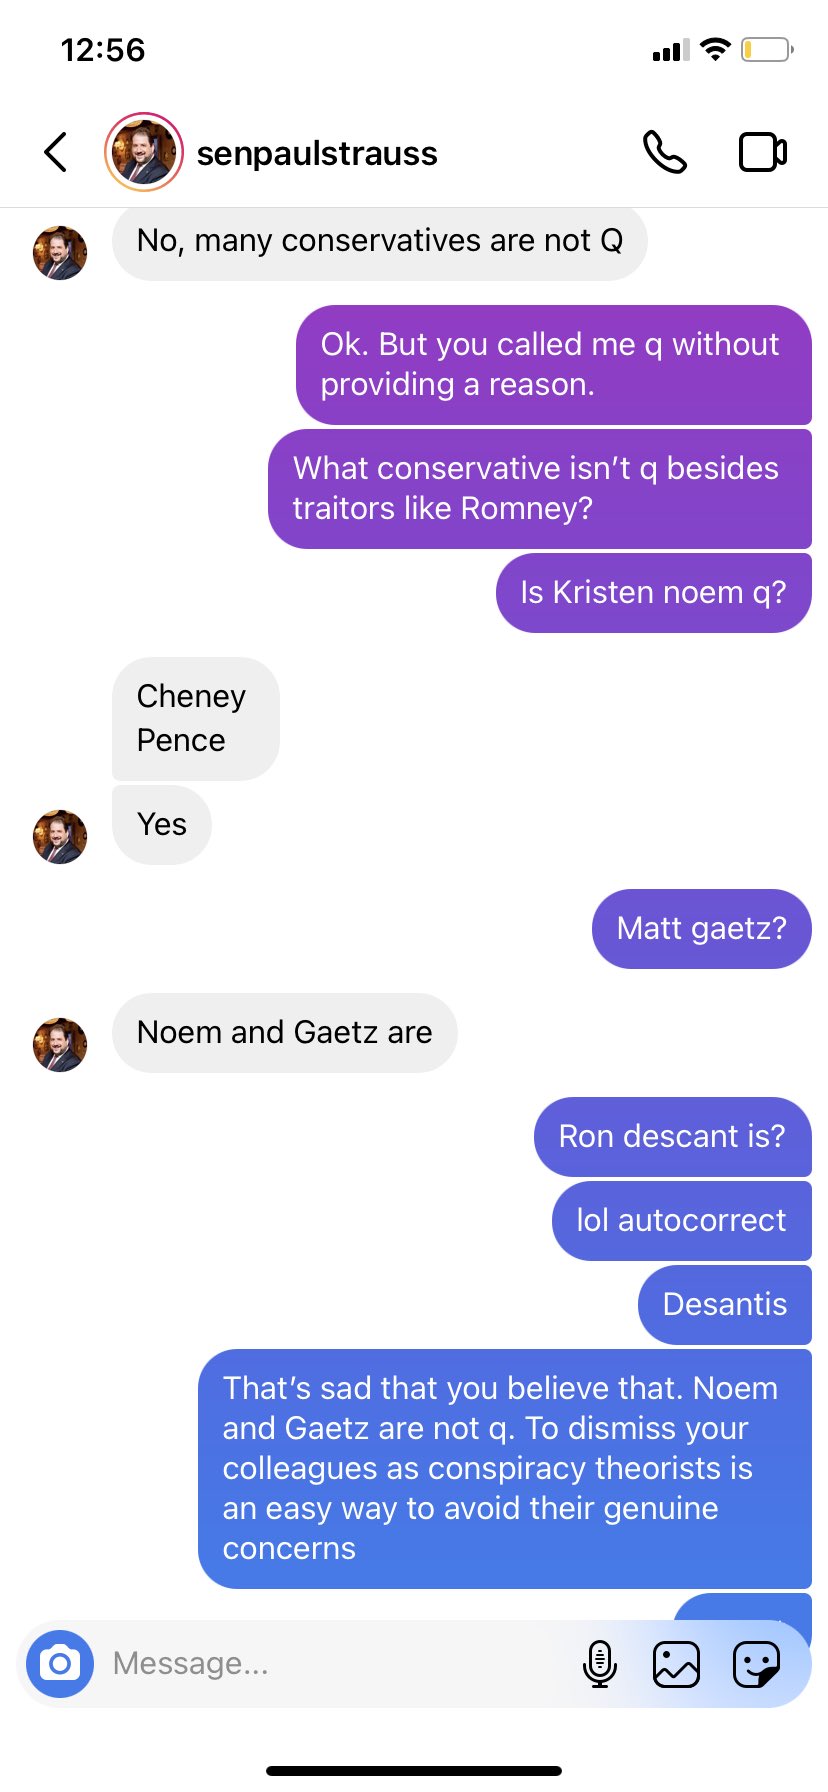 12:56
senpaulstrauss
No, many conservatives are not Q
Ok. But you called me q without
providing a reason.
What conservative isn’t q besides
traitors like Romney?
Is Kristen noem q?
Cheney
Pence
Yes
Matt gaetz?
Noem and Gaetz are
Ron descant is?
lol autocorrect
Desantis
That’s sad that you believe that. Noem
and Gaetz are not q. To dismiss your
colleagues as conspiracy theorists is
an easy way to avoid their genuine
concerns
Message...